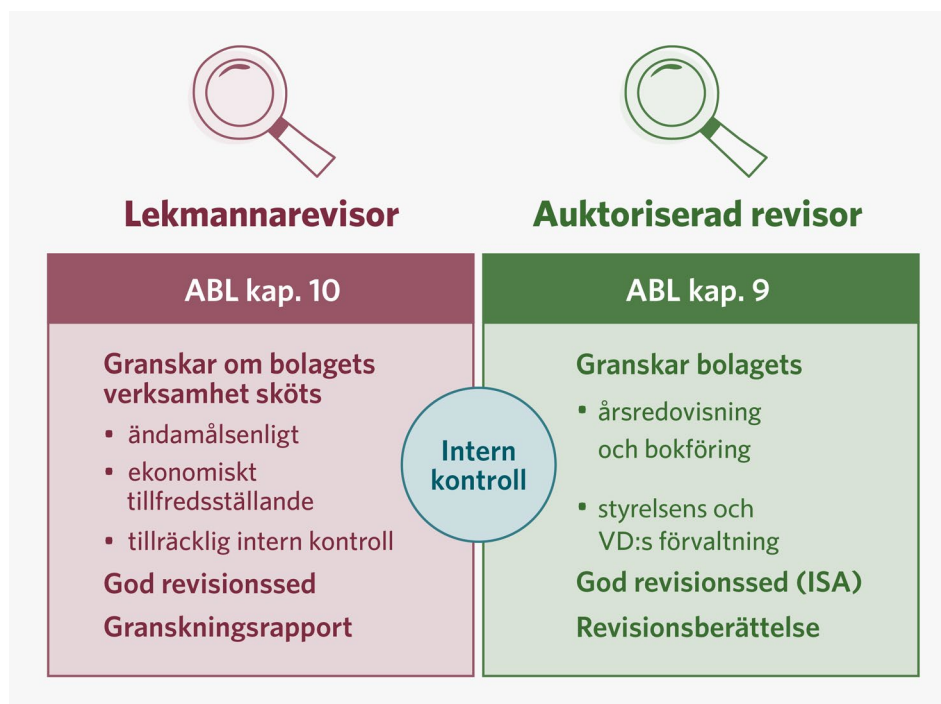 Lekmannarevisor
ABL kap. 10
Granskar om bolagets
verksamhet sköts
• ändamålsenligt
• ekonomiskt
tillfredsställande
• tillräcklig intern kontroll
God revisionssed
Granskningsrapport
Intern
kontroll
Auktoriserad revisor
ABL kap. 9
Granskar bolagets
• årsredovisning
och bokföring
• styrelsens och
VD:s förvaltning
God revisionssed (ISA)
Revisionsberättelse